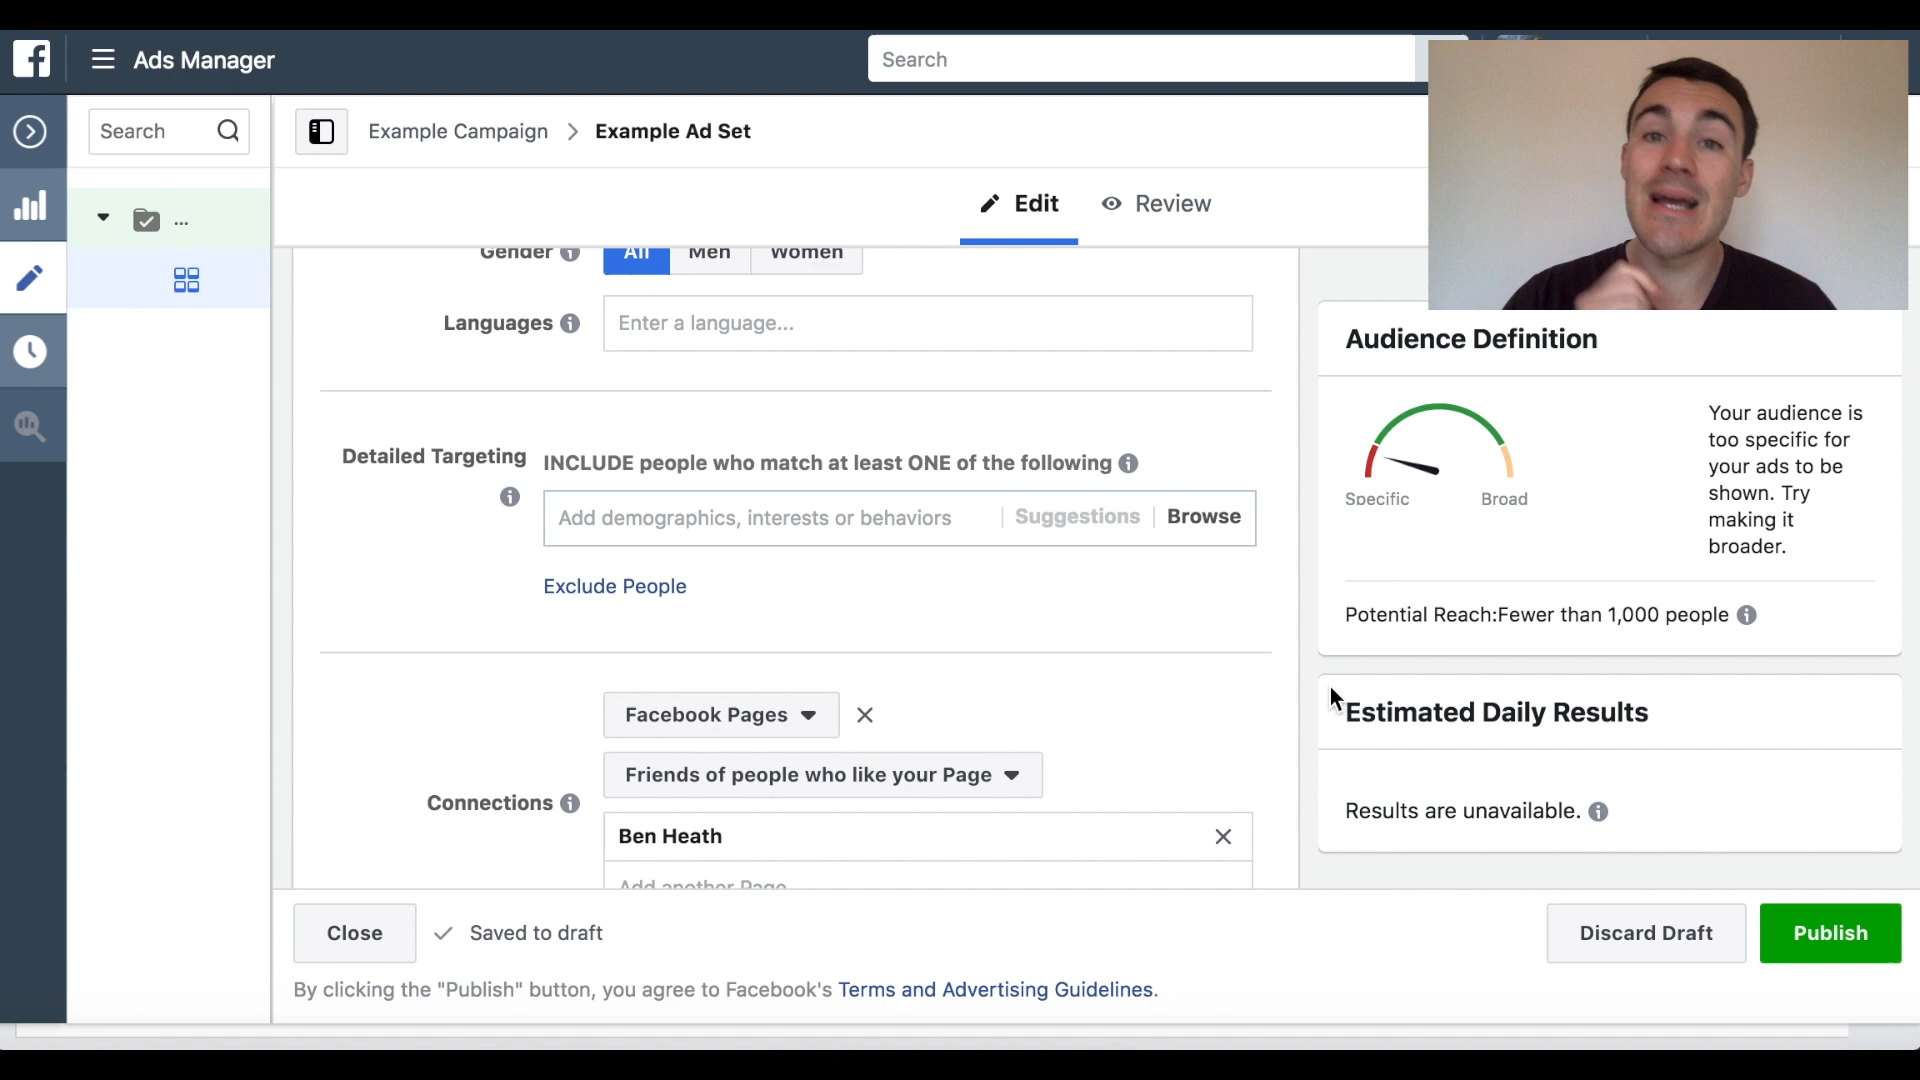 Ads Manager
Search
Search
Example Campaign > Example Ad Set
Edit
Review
Gender
All
Men
Women
Languages
Enter a language...
Detailed Targeting
INCLUDE people who match at least ONE of the following
Add demographics, interests or behaviors
Suggestions
Browse
Exclude People
Facebook Pages
Friends of people who like your Page
Connections
Ben Heath
Add another Page
Audience Definition
Specific
Broad
Your audience is
too specific for
your ads to be
shown. Try
making it
broader.
Potential Reach:Fewer than 1,000 people
Estimated Daily Results
Results are unavailable.
Close
Saved to draft
Discard Draft
Publish
By clicking the "Publish" button, you agree to Facebook's Terms and Advertising Guidelines.